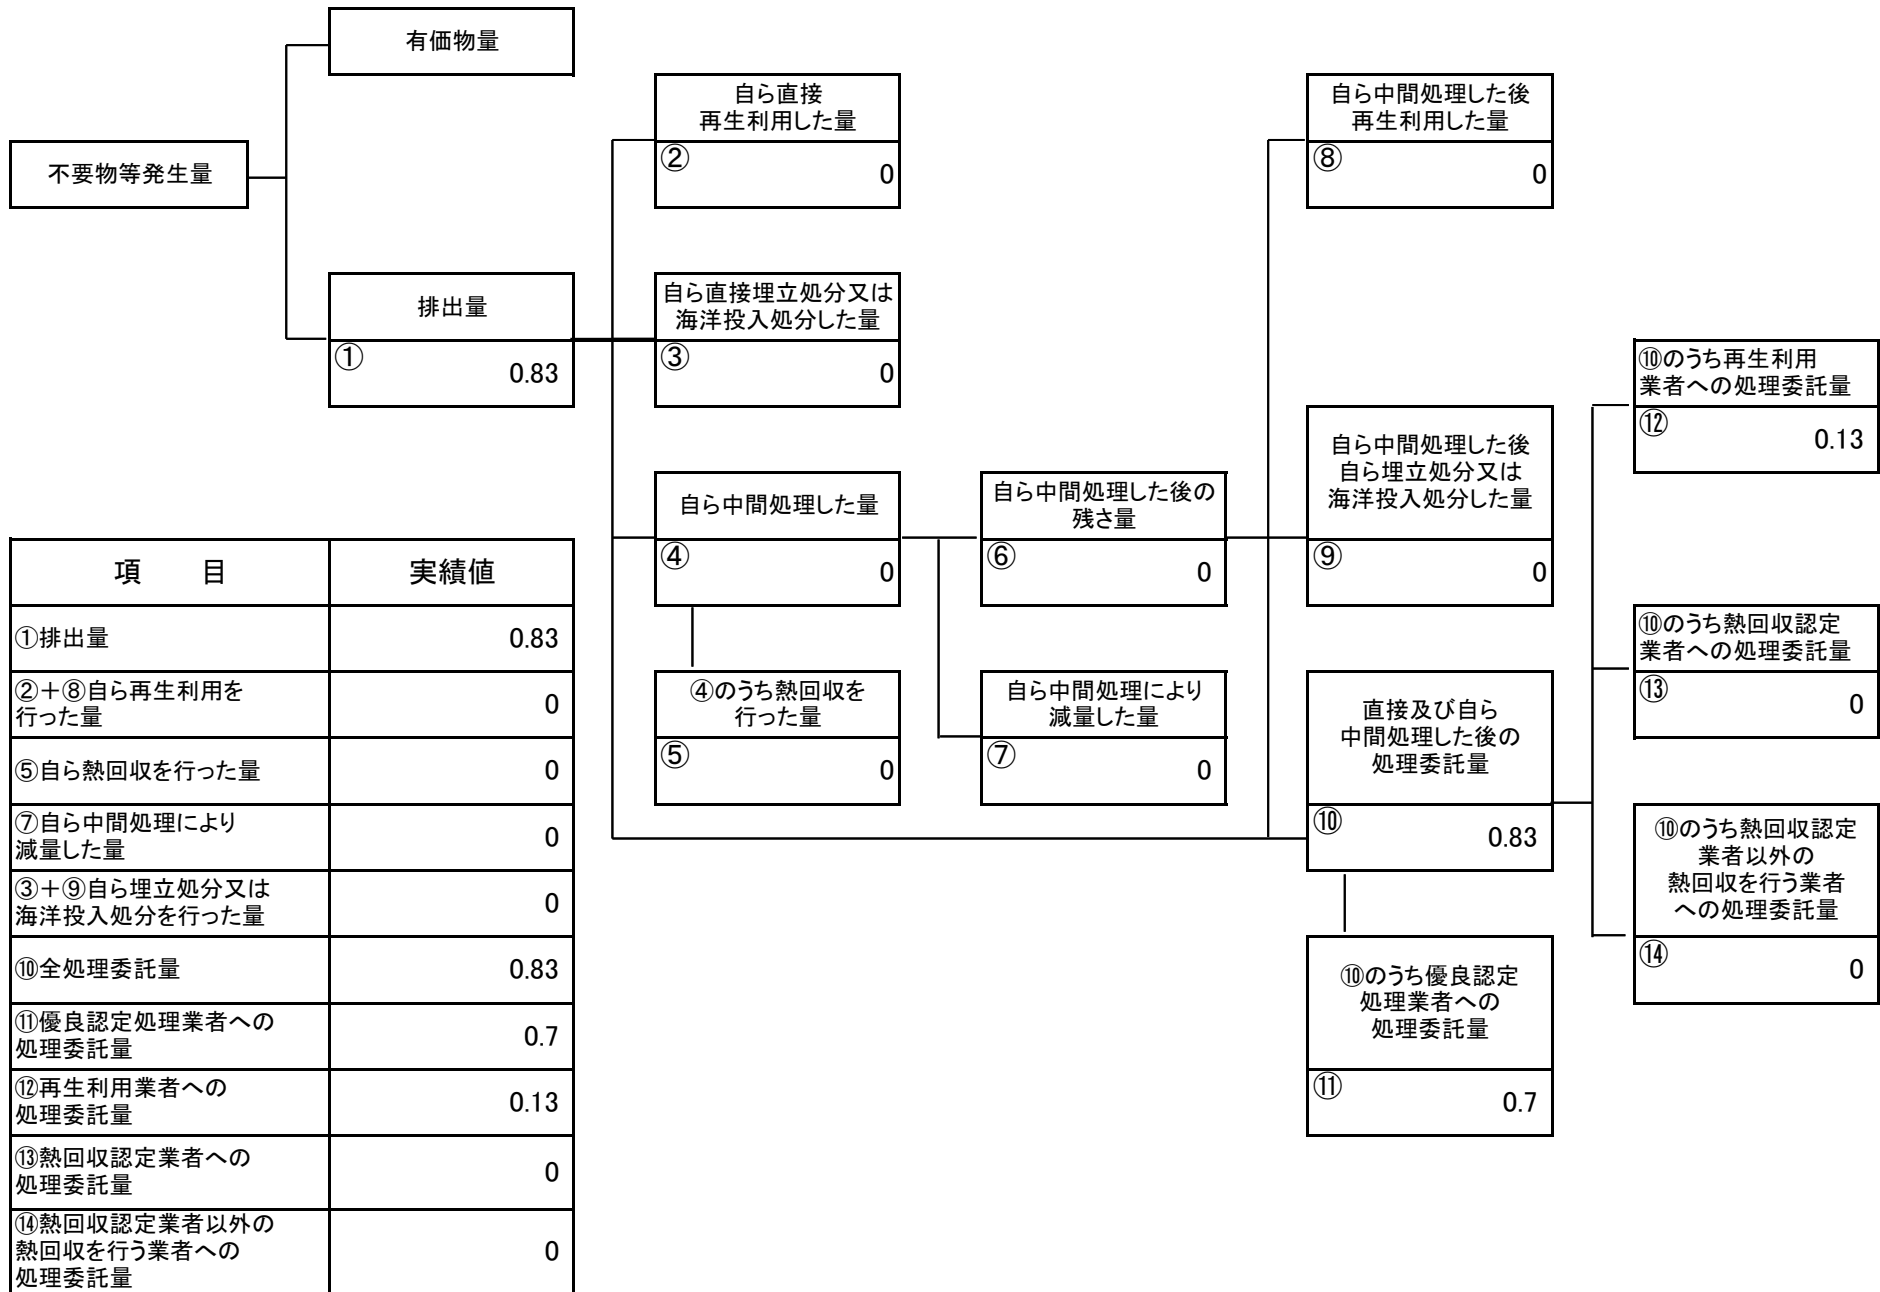 有価物量
不要物等発生量
排出量
①
0.83
自ら直接
再生利用した量
②
0
自ら直接埋立処分又は
海洋投入処分した量
③
0
自ら中間処理した量
④
0
④のうち熱回収を
行った量
⑤
0
自ら中間処理した後の
残さ量
⑥
0
自ら中間処理により
減量した量
⑦
0
自ら中間処理した後
再生利用した量
⑧
0
自ら中間処理した後
自ら埋立処分又は
海洋投入処分した量
⑨
0
直接及び自ら
中間処理した後の
処理委託量
⑩
0.83
⑩のうち優良認定
処理業者への
処理委託量
⑪
0.7
⑩のうち再生利用
業者への処理委託量
⑫
0.13
⑩のうち熱回収認定
業者への処理委託量
⑬
0
⑩のうち熱回収認定
業者以外の
熱回収を行う業者
への処理委託量
⑭
0
項　　目 実績値
①排出量 0.83
②＋⑧自ら再生利用を
行った量 0
⑤自ら熱回収を行った量 0
⑦自ら中間処理により
減量した量 0
③＋⑨自ら埋立処分又は
海洋投入処分を行った量 0
⑩全処理委託量 0.83
⑪優良認定処理業者への
処理委託量 0.7
⑫再生利用業者への
処理委託量 0.13
⑬熱回収認定業者への
処理委託量 0
⑭熱回収認定業者以外の
熱回収を行う業者への
処理委託量 0